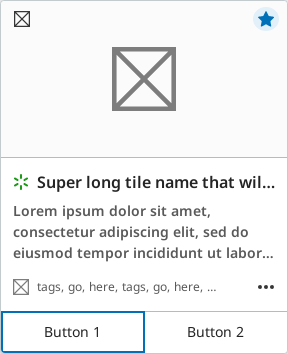 Super long tile name that wil...
Lorem ipsum dolor sit amet,
consectetur adipiscing elit, sed do
eiusmod tempor incididunt ut labor...
tags, go, here, tags, go, here, ...
Button 1
Button 2